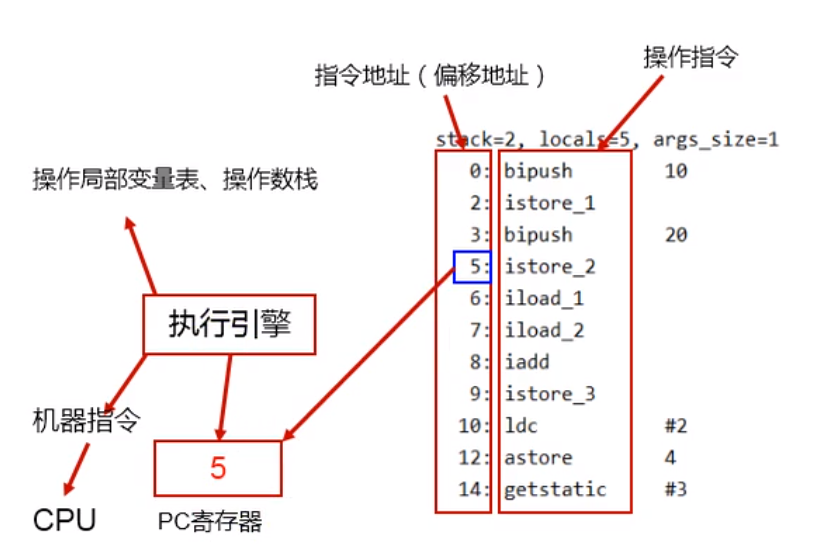 操作指令
指令地址（偏移地址）
stack=2, locals=5, args_size=1
0: bipush 10
2: istore_1
3: bipush 20
5: istore_2
6: iload_1
7: iload_2
8: iadd
9: istore_3
10: ldc #2
12: astore 4
14: getstatic #3
操作局部变量表、操作数栈
执行引擎
机器指令
5
CPU
PC寄存器